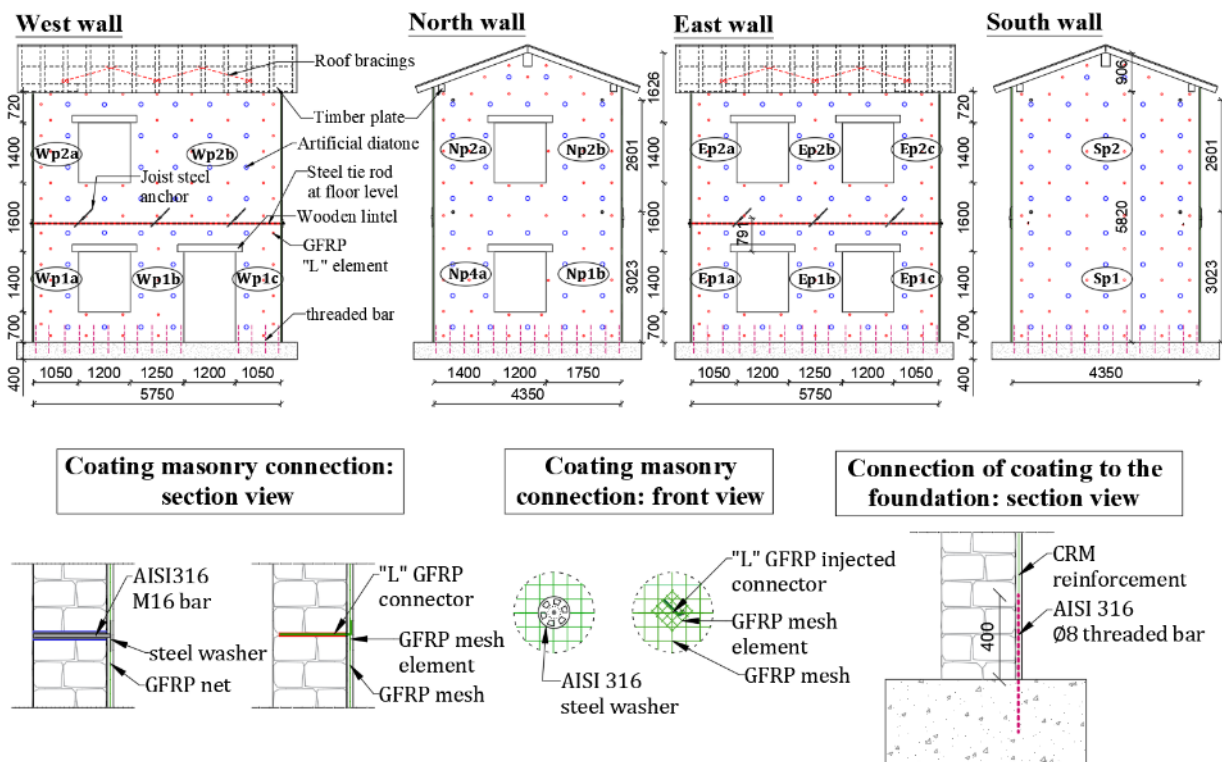 West wall
North wall
East wall
South wall
Roof bracings
Timber plate
Artificial diatone
Joist steel
anchor
Steel tie rod
at floor level
Wooden lintel
GFRP
"L" element
threaded bar
Wp2a
Wp2b
Wp1a
Wp1b
Wp1c
720
1400
1600
1400
700
400
1050
1200
1250
1200
1050
5750
Np2a
Np2b
Np4a
Np1b
1626
2601
3023
1400
1200
1750
4350
720
1400
1600
1400
700
Ep2a
Ep2b
Ep2c
Ep1a
Ep1b
Ep1c
791
1050
1200
1250
1200
1050
5750
720
1400
1600
1400
700
400
Sp2
Sp1
906
5820
2601
3023
4350
Coating masonry connection:
section view
Coating masonry
connection: front view
Connection of coating to the
foundation: section view
AISI316
M16 bar
steel washer
GFRP net
"L" GFRP
connector
GFRP mesh
element
GFRP mesh
AISI 316
steel washer
"L" GFRP injected
connector
GFRP mesh
element
GFRP mesh
400
CRM
reinforcement
AISI 316
Ø8 threaded bar